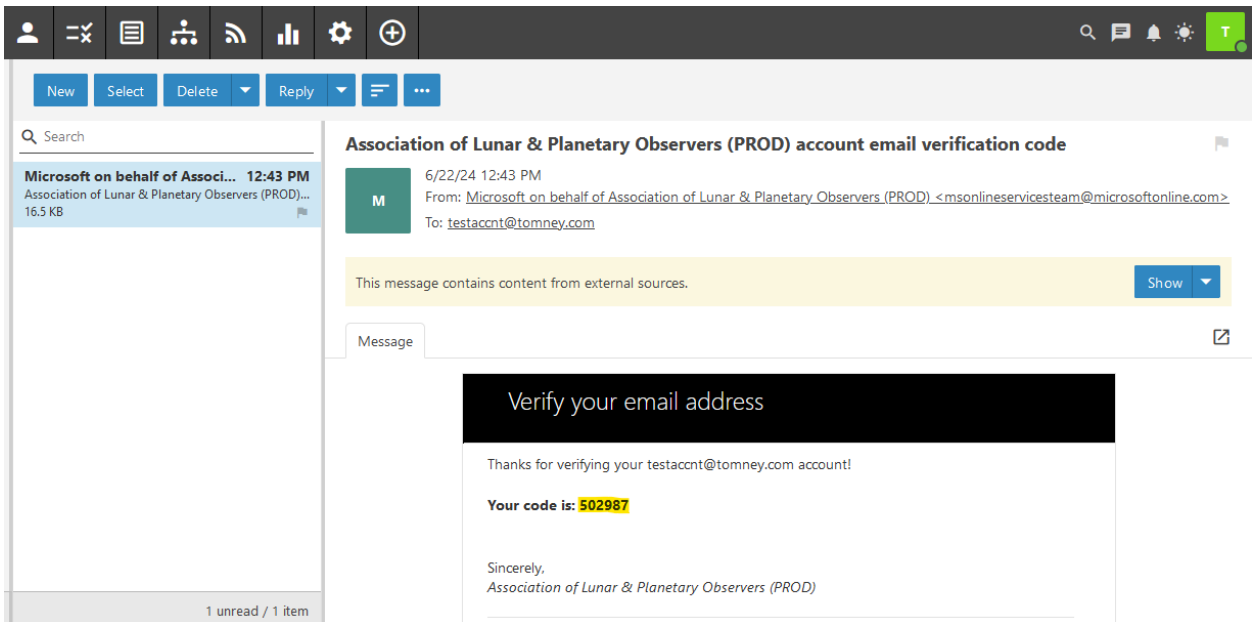 T
New Select Delete Reply
Search
Microsoft on behalf of Associ... 12:43 PM
Association of Lunar & Planetary Observers (PROD)...
16.5 KB
1 unread / 1 item
Association of Lunar & Planetary Observers (PROD) account email verification code
M
6/22/24 12:43 PM
From: Microsoft on behalf of Association of Lunar & Planetary Observers (PROD) <msonlineservicesteam@microsoftonline.com>
To: testaccnt@tomney.com
This message contains content from external sources.
Show
Message
Verify your email address
Thanks for verifying your testaccnt@tomney.com account!
Your code is: 502987
Sincerely,
Association of Lunar & Planetary Observers (PROD)